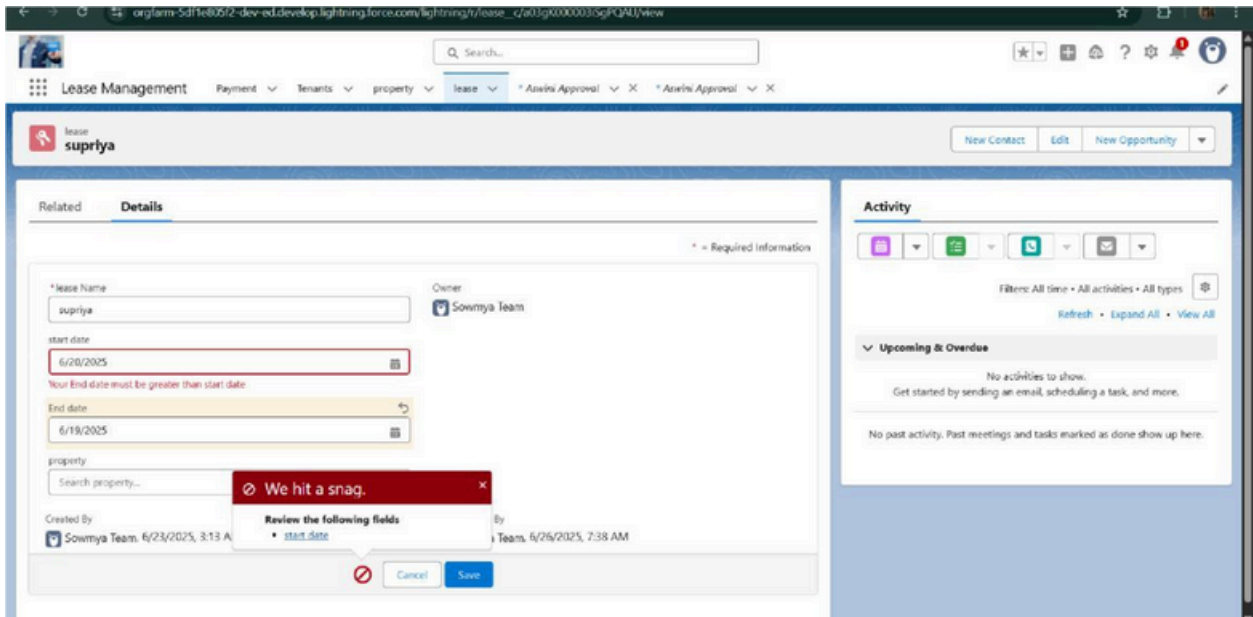 orgfarm-5df1e805f2-dev-ed.develop.lightning.force.com/lightning/r/lease__c/a03gK000003iSgPQAU/view
Search...
Lease Management Payment Tenants property lease
lease
supriya
New Contact Edit New Opportunity
Related Details
* = Required Information
*lease Name
supriya
Owner
Sowmya Team
start date
6/20/2025
Your End date must be greater than start date
End date
6/19/2025
property
Search property...
We hit a snag.
Review the following fields
• start date
Created By
Sowmya Team, 6/23/2025, 3:13 A
By
Team, 6/26/2025, 7:38 AM
Cancel Save
Activity
Filters: All time • All activities • All types
Refresh • Expand All • View All
Upcoming & Overdue
No activities to show.
Get started by sending an email, scheduling a task, and more.
No past activity. Past meetings and tasks marked as done show up here.